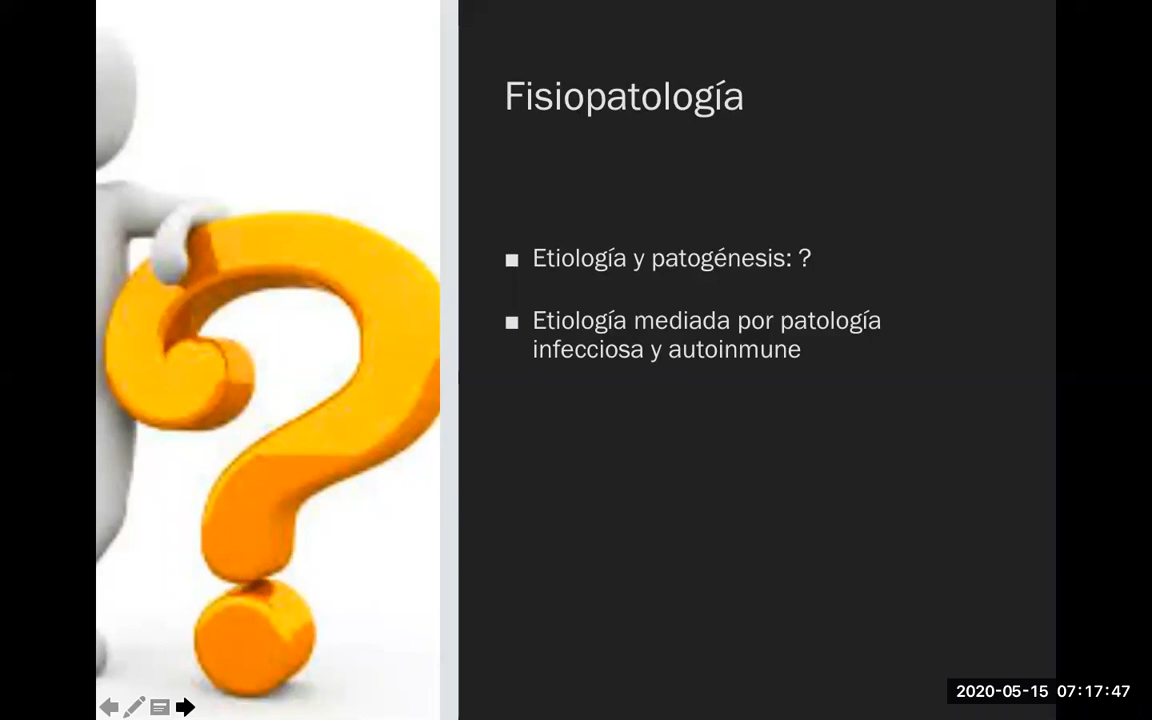 Fisiopatología
▪ Etiología y patogénesis: ?
▪ Etiología mediada por patología
infecciosa y autoinmune
2020-05-15 07:17:47